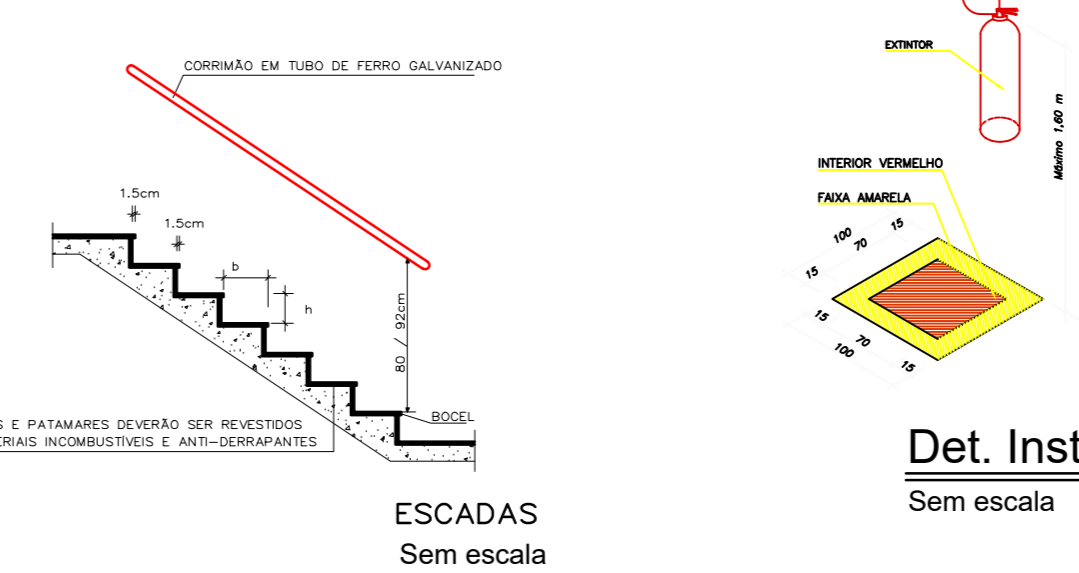 CORRIMÃO EM TUBO DE FERRO GALVANIZADO
1.5cm
1.5cm
b
h
80 / 92cm
BOCEL
E PATAMARES DEVERÃO SER REVESTIDOS
INCOMBUSTÍVEIS E ANTI-DERRAPANTES
ESCADAS
Sem escala
EXTINTOR
Máximo 1,60 m
INTERIOR VERMELHO
FAIXA AMARELA
100
15
70
15
15
70
100
15
Det. Inst
Sem escala